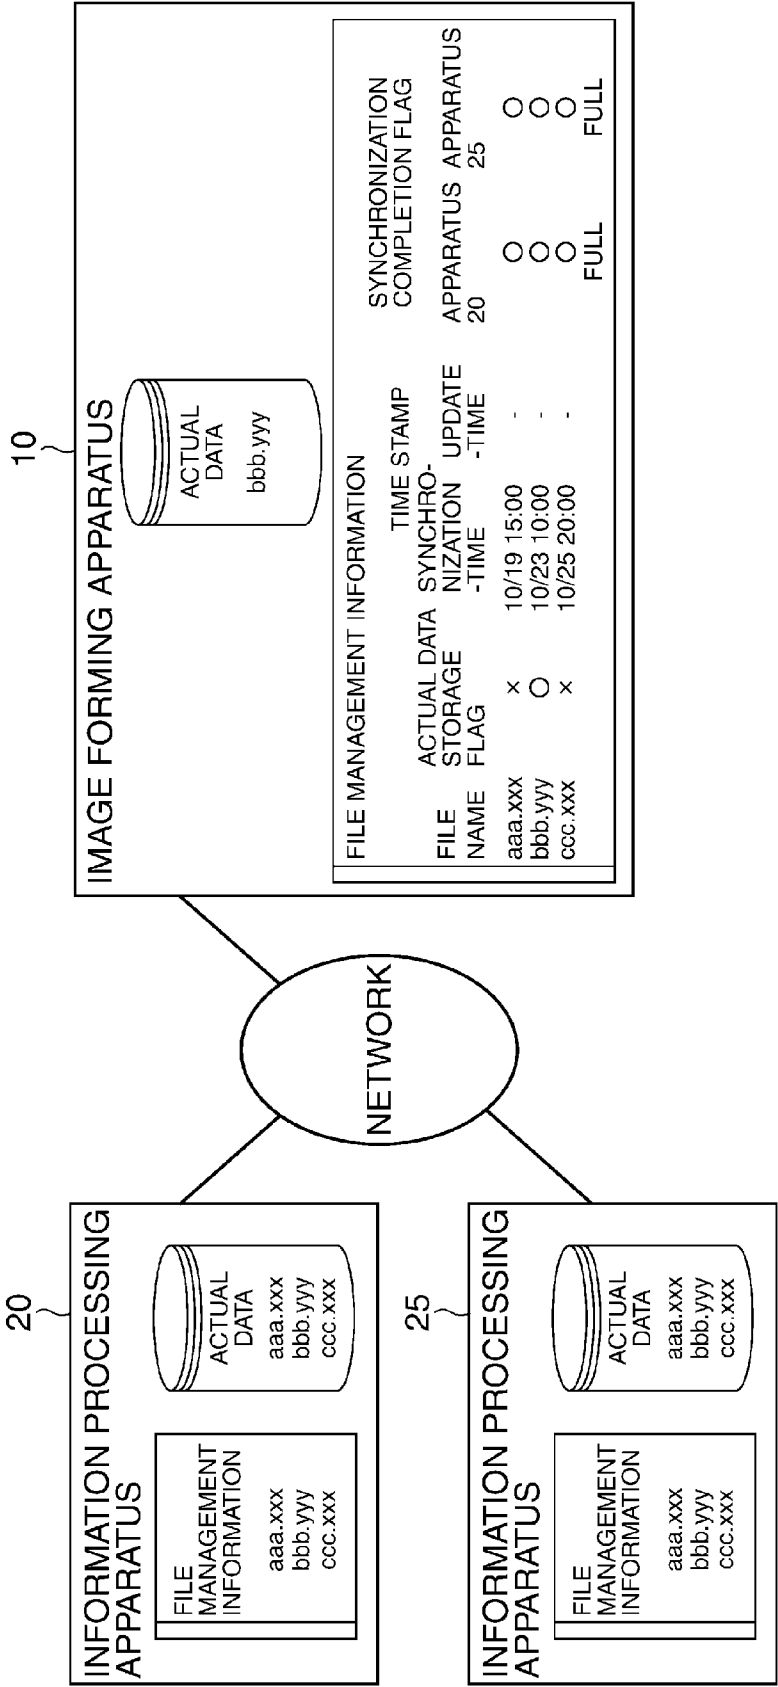 20
INFORMATION PROCESSING
APPARATUS
FILE
MANAGEMENT
INFORMATION
aaa.xxx
bbb.yyy
ccc.xxx
ACTUAL
DATA
aaa.xxx
bbb.yyy
ccc.xxx
25
INFORMATION PROCESSING
APPARATUS
FILE
MANAGEMENT
INFORMATION
aaa.xxx
bbb.yyy
ccc.xxx
ACTUAL
DATA
aaa.xxx
bbb.yyy
ccc.xxx
NETWORK
10
IMAGE FORMING APPARATUS
ACTUAL
DATA
bbb.yyy
FILE MANAGEMENT INFORMATION
FILE
NAME
ACTUAL DATA
STORAGE
FLAG
TIME STAMP
SYNCHRO-
NIZATION
-TIME
UPDATE
-TIME
SYNCHRONIZATION
COMPLETION FLAG
APPARATUS
20
APPARATUS
25
aaa.xxx × 10/19 15:00 - ○ ○
bbb.yyy ○ 10/23 10:00 - ○ ○
ccc.xxx × 10/25 20:00 - ○ ○
FULL FULL